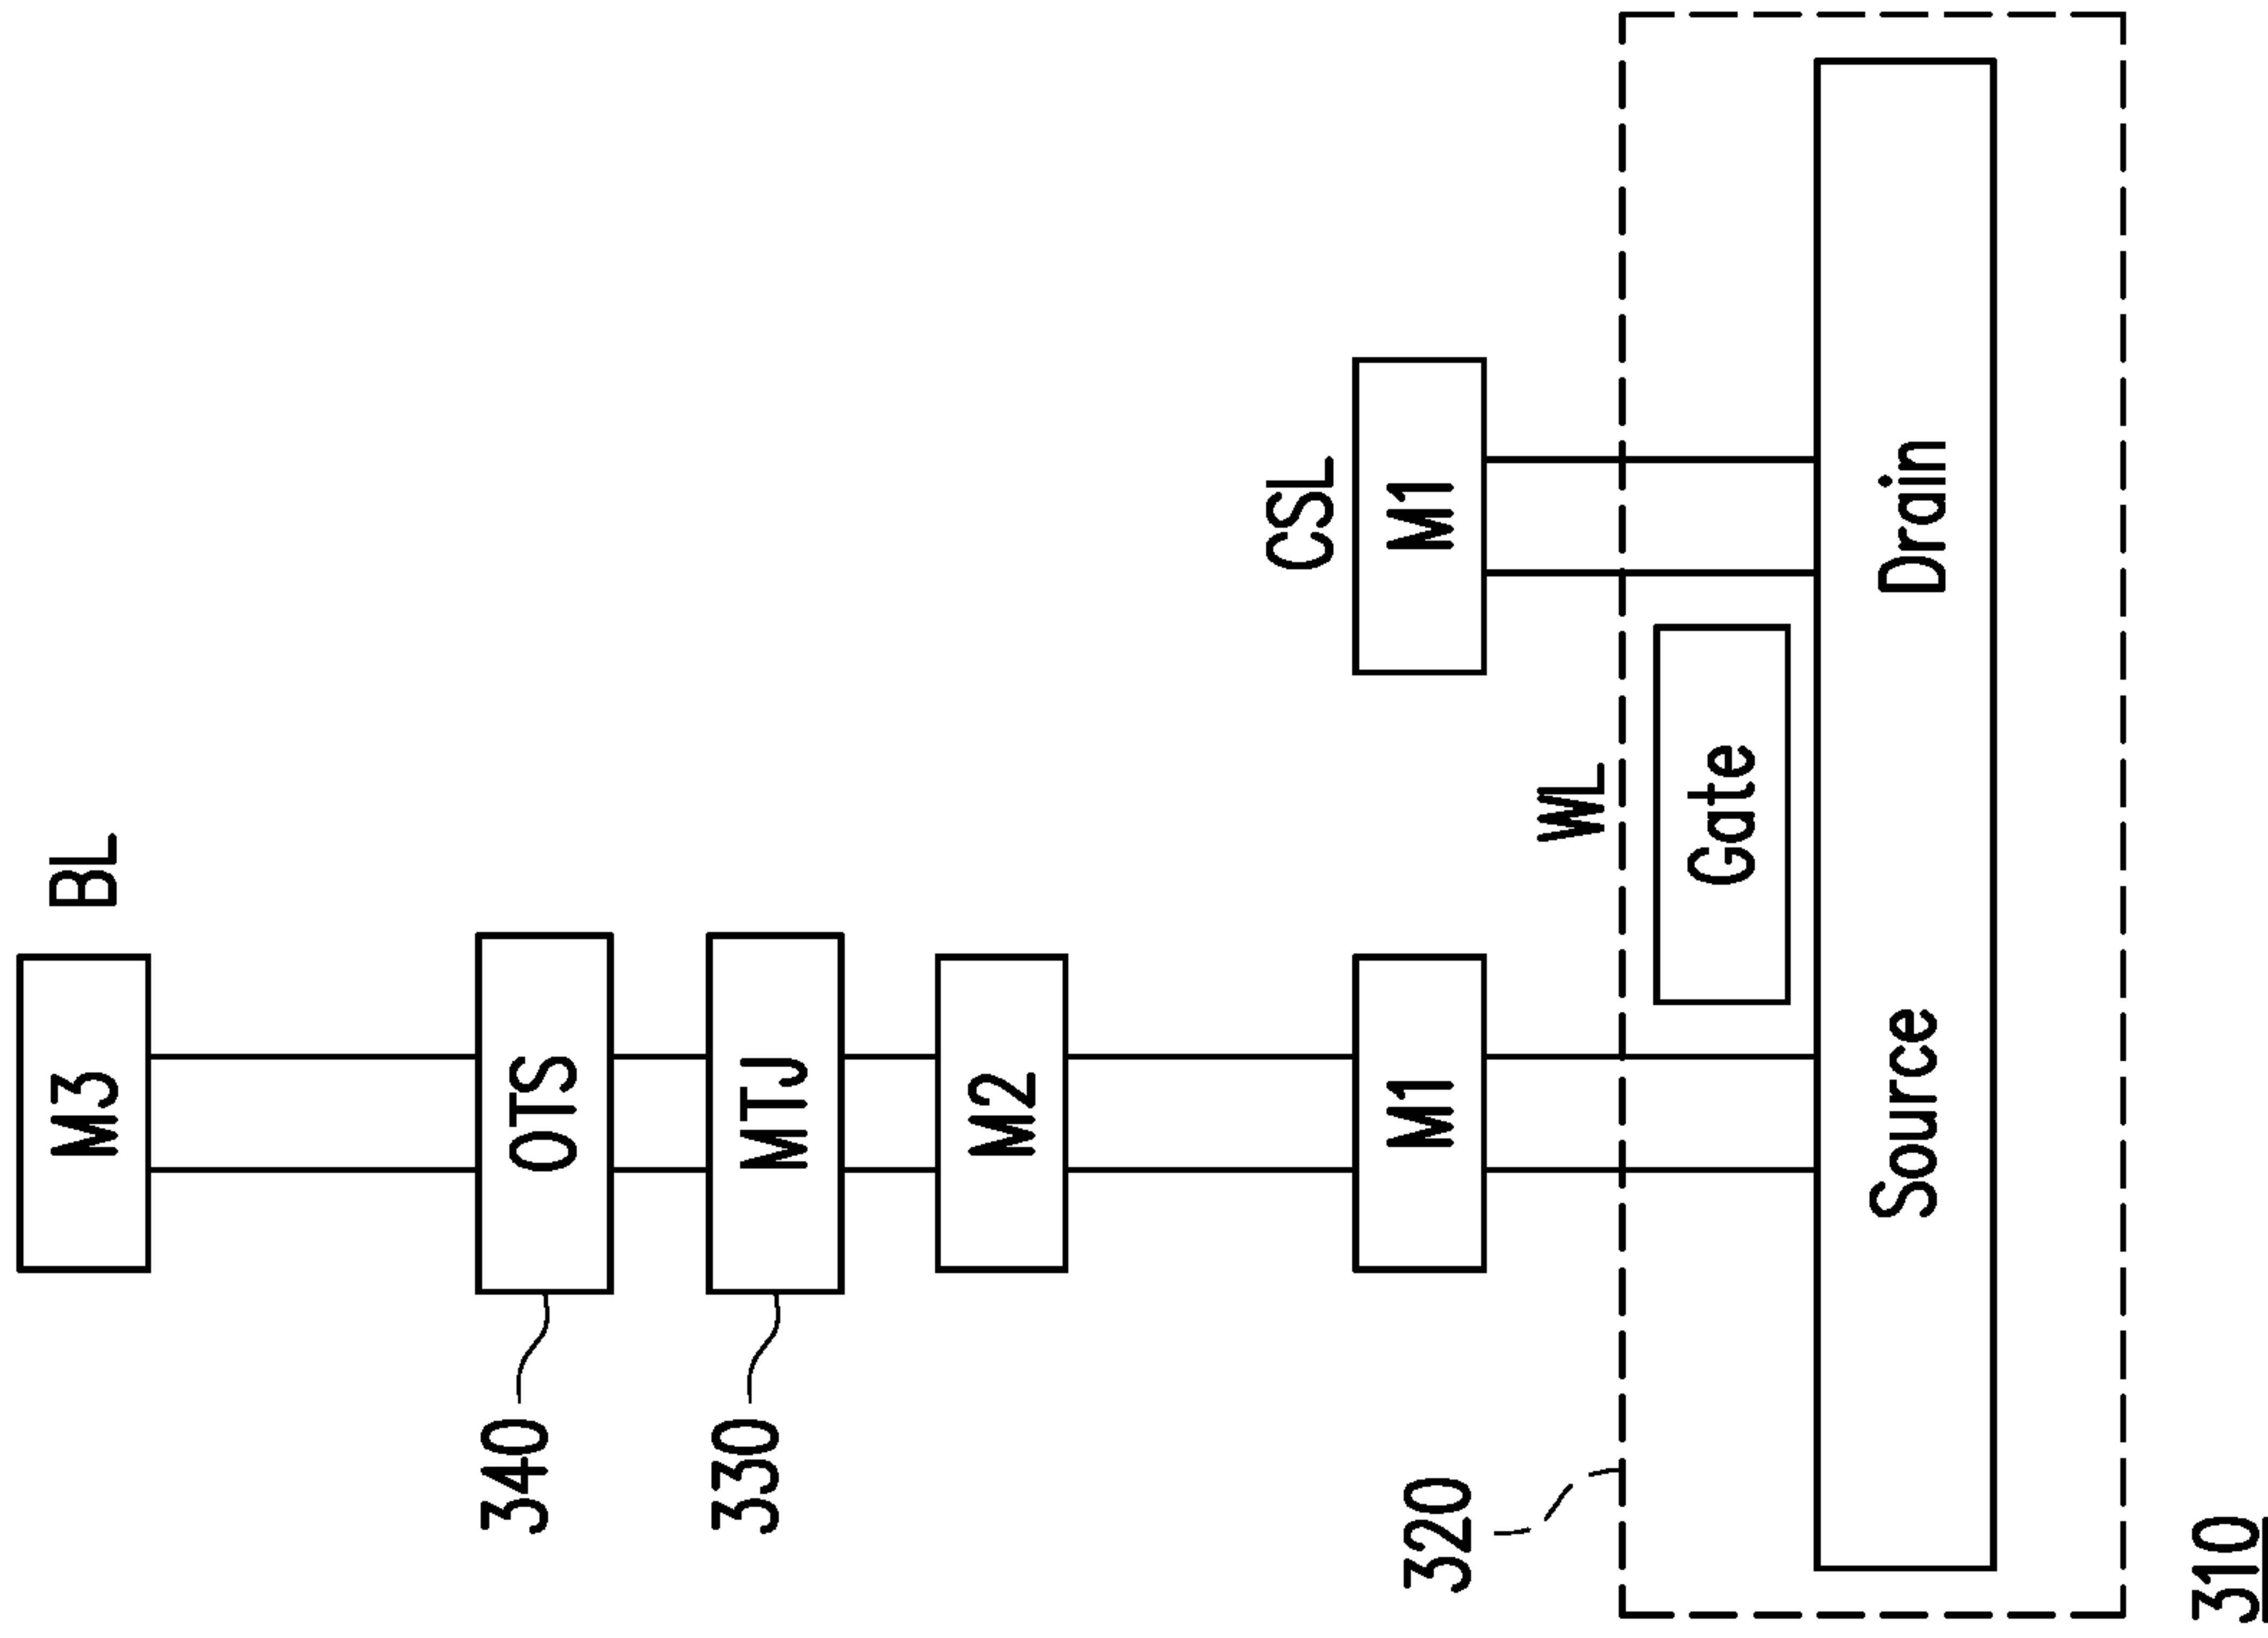 M3
BL
340
OTS
330
MTJ
M2
CSL
M1
M1
320
WL
Gate
Source
Drain
310